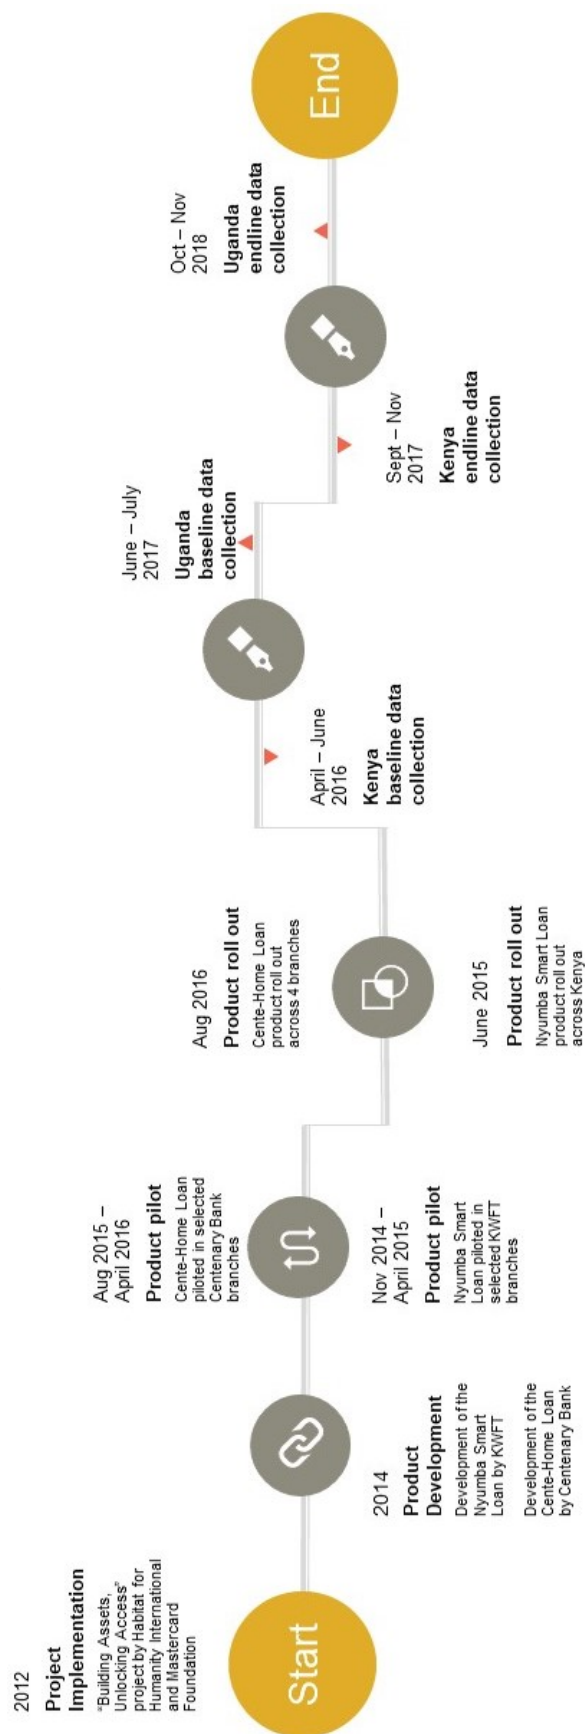 Start
2012
Project
Implementation
"Building Assets,
Unlocking Access"
project by Habitat for
Humanity International
and Mastercard
Foundation
2014
Product
Development
Development of the
Nyumba Smart
Loan by KWFT
Development of the
Cente-Home Loan
by Centenary Bank
Aug 2015 –
April 2016
Product pilot
Cente-Home Loan
piloted in selected
Centenary Bank
branches
Nov 2014 –
April 2015
Product pilot
Nyumba Smart
Loan piloted in
selected KWFT
branches
Aug 2016
Product roll out
Cente-Home Loan
product roll out
across 4 branches
June 2015
Product roll out
Nyumba Smart Loan
product roll out
across Kenya
April – June
2016
Kenya
baseline data
collection
June – July
2017
Uganda
baseline data
collection
Sept – Nov
2017
Kenya
endline data
collection
Oct – Nov
2018
Uganda
endline data
collection
End